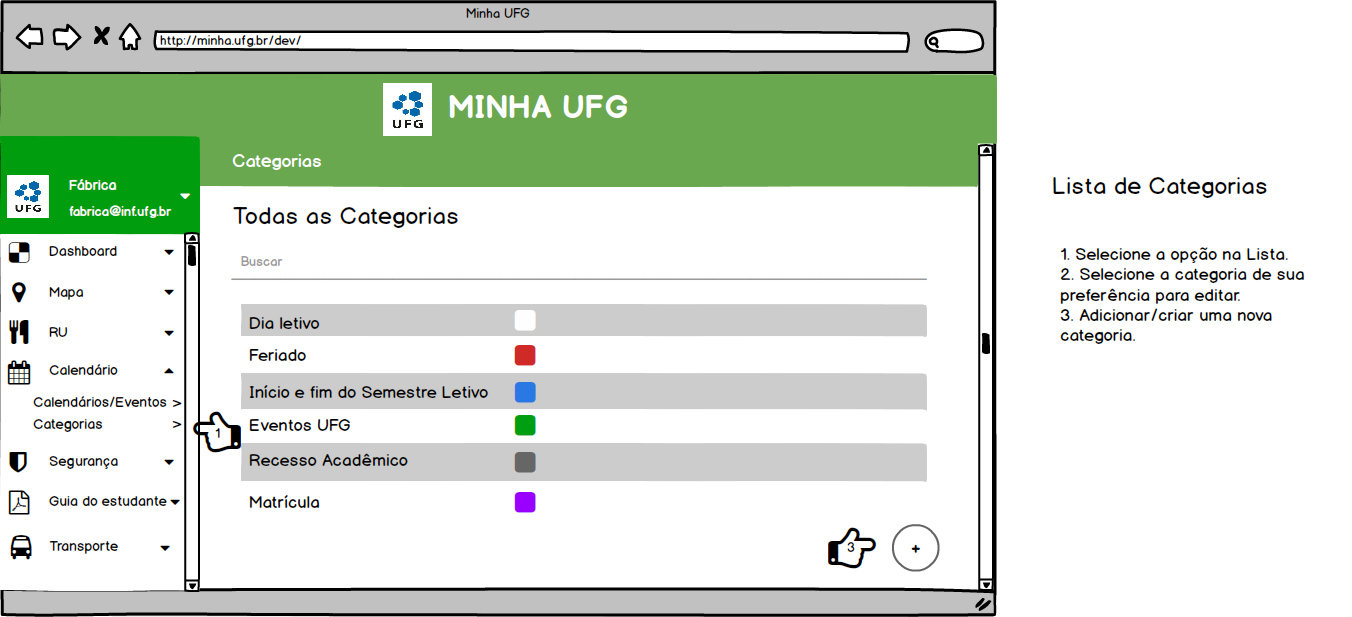 Minha UFG
http://minha.ufg.br/dev/
UFG
MINHA UFG
Categorias
UFG
Fábrica
fabrica@inf.ufg.br
Dashboard
Mapa
RU
Calendário
Calendários/Eventos >
Categorias >
Segurança
Guia do estudante
Transporte
Todas as Categorias
Buscar
Dia letivo
Feriado
Início e fim do Semestre Letivo
Eventos UFG
Recesso Acadêmico
Matrícula
1
3
+
Lista de Categorias
1. Selecione a opção na Lista.
2. Selecione a categoria de sua
preferência para editar.
3. Adicionar/criar uma nova
categoria.